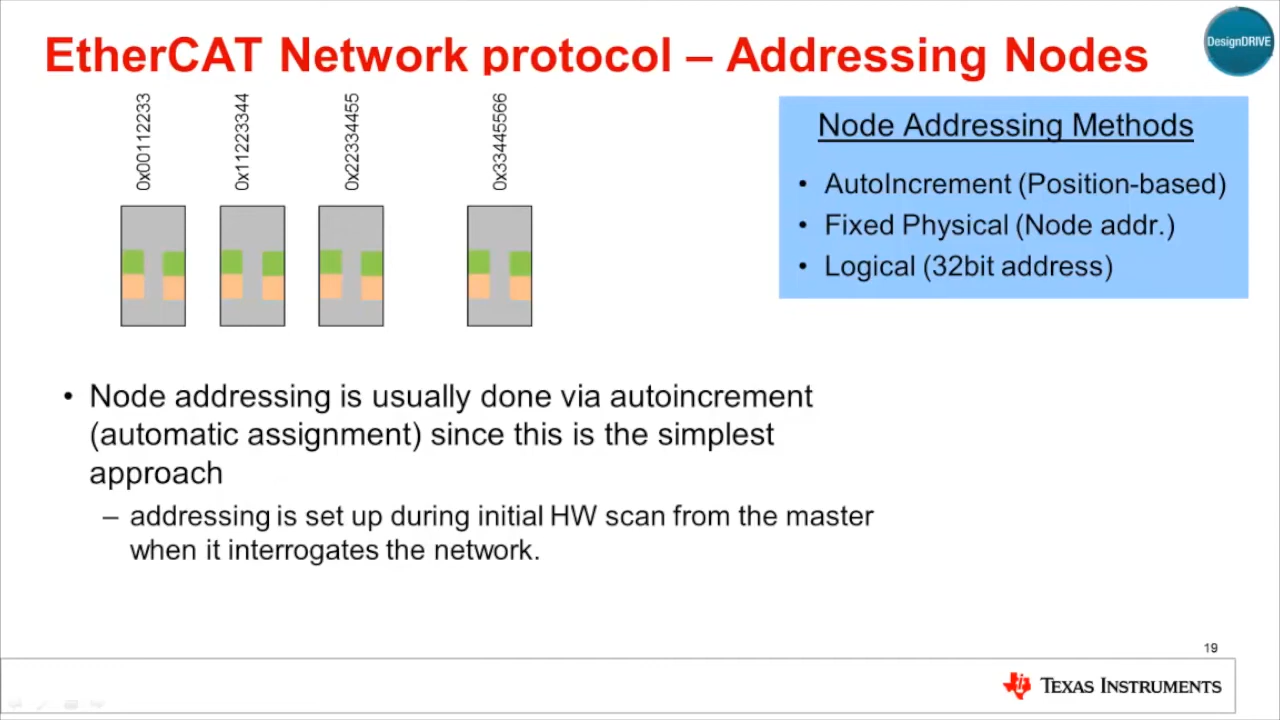 EtherCAT Network protocol – Addressing Nodes
DesignDRIVE
0x00112233
0x11223344
0x22334455
0x33445566
Node Addressing Methods
• AutoIncrement (Position-based)
• Fixed Physical (Node addr.)
• Logical (32bit address)
• Node addressing is usually done via autoincrement
(automatic assignment) since this is the simplest
approach
– addressing is set up during initial HW scan from the master
when it interrogates the network.
19
TEXAS INSTRUMENTS